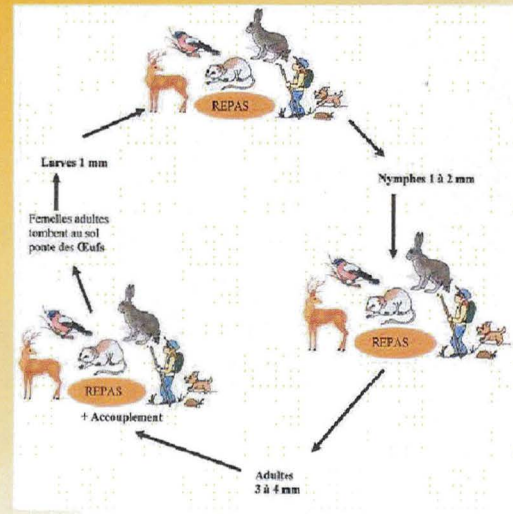 REPAS
Larves 1 mm
Nymphes 1 à 2 mm
Femelles adultes
tombent au sol
ponte des Œufs
REPAS
REPAS
+ Accouplement
Adultes
3 à 4 mm